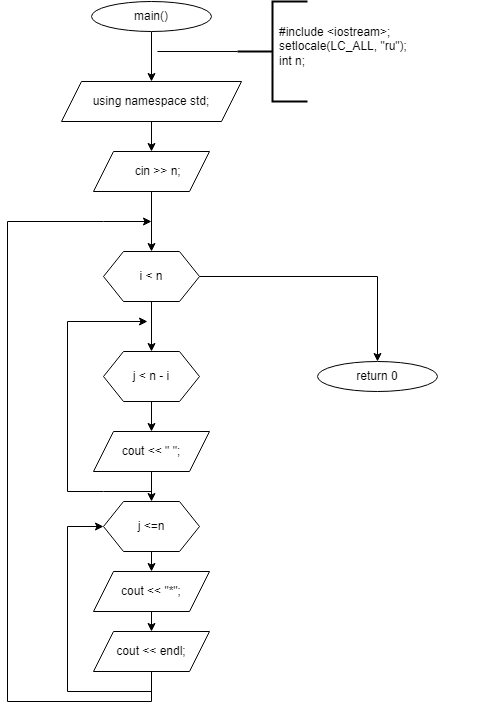 main()
#include <iostream>;
setlocale(LC_ALL, "ru");
int n;
using namespace std;
cin >> n;
i < n
j < n - i
return 0
cout << " ";
j <=n
cout << "*";
cout << endl;